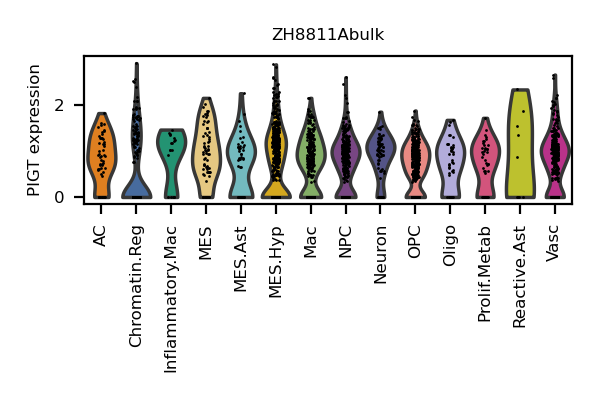 ZH8811Abulk
PIGT expression
2
0
AC
Chromatin.Reg
Inflammatory.Mac
MES
MES.Ast
MES.Hyp
Mac
NPC
Neuron
OPC
Oligo
Prolif.Metab
Reactive.Ast
Vasc